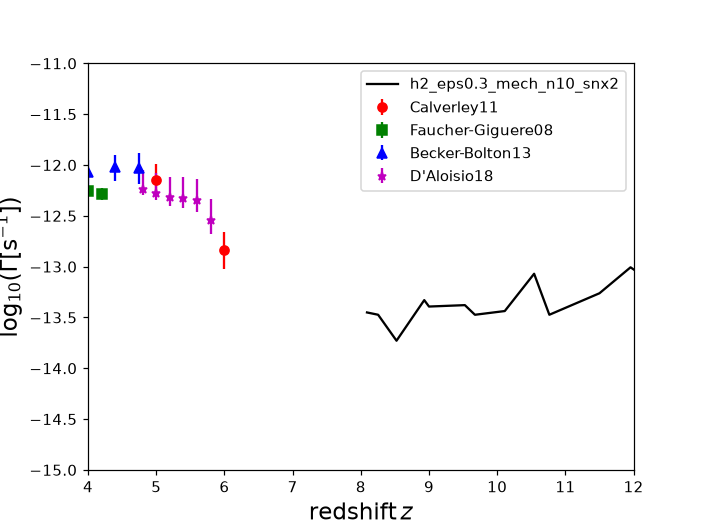 −11.0
−11.5
−12.0
−12.5
−13.0
−13.5
−14.0
−14.5
−15.0
log₁₀(Γ[s⁻¹])
h2_eps0.3_mech_n10_snx2
Calverley11
Faucher-Giguere08
Becker-Bolton13
D'Aloisio18
4 5 6 7 8 9 10 11 12
redshift z